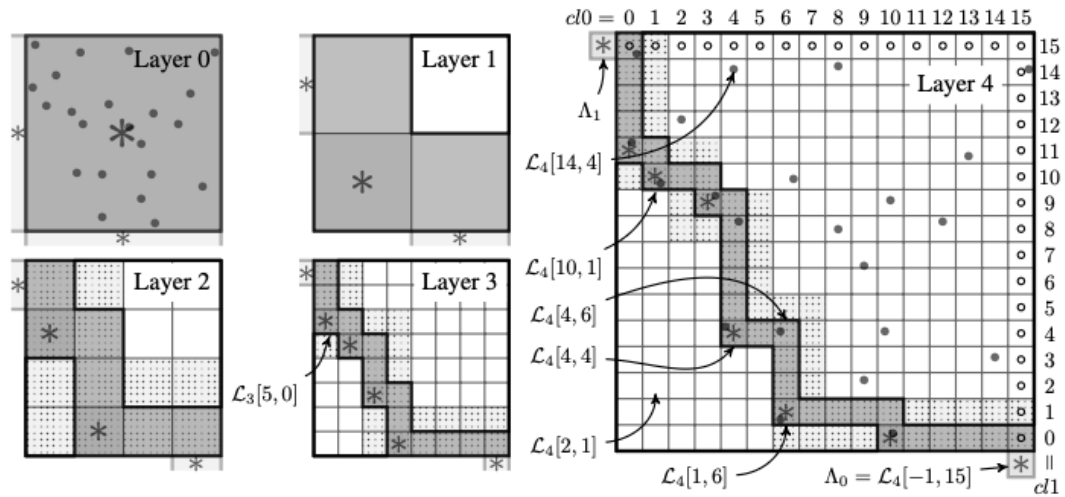 cl0 = 0 1 2 3 4 5 6 7 8 9 10 11 12 13 14 15
Layer 0
Layer 1
Layer 4
15
14
13
12
11
10
9
8
7
6
5
4
3
2
1
0
Λ₁
ℒ₄[14, 4]
ℒ₄[10, 1]
ℒ₄[4, 6]
ℒ₄[4, 4]
ℒ₄[2, 1]
ℒ₄[1, 6]
Λ₀ = ℒ₄[−1, 15]
=
cl1
Layer 2
Layer 3
ℒ₃[5, 0]